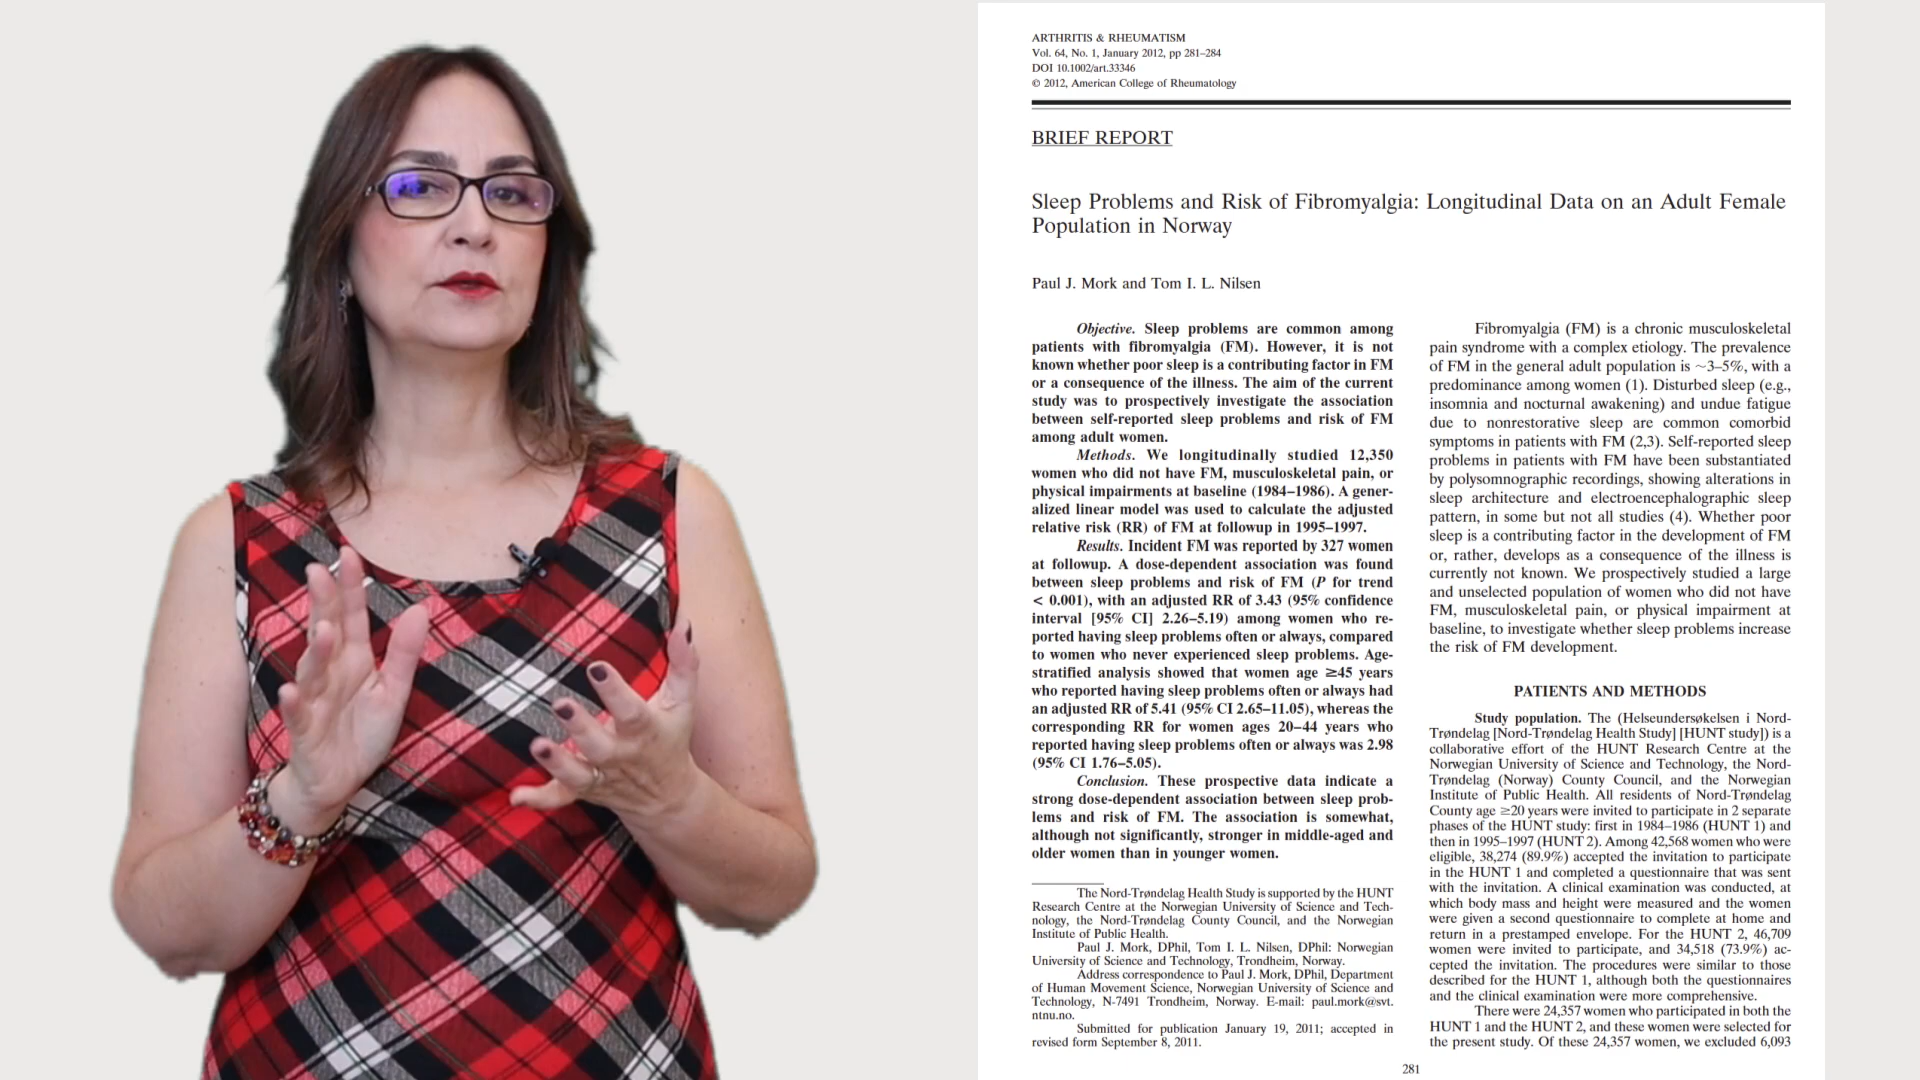 ARTHRITIS & RHEUMATISM
Vol. 64, No. 1, January 2012, pp 281–284
DOI 10.1002/art.33346
© 2012, American College of Rheumatology
BRIEF REPORT
Sleep Problems and Risk of Fibromyalgia: Longitudinal Data on an Adult Female
Population in Norway
Paul J. Mork and Tom I. L. Nilsen
Objective. Sleep problems are common among
patients with fibromyalgia (FM). However, it is not
known whether poor sleep is a contributing factor in FM
or a consequence of the illness. The aim of the current
study was to prospectively investigate the association
between self-reported sleep problems and risk of FM
among adult women.
Methods. We longitudinally studied 12,350
women who did not have FM, musculoskeletal pain, or
physical impairments at baseline (1984–1986). A gener-
alized linear model was used to calculate the adjusted
relative risk (RR) of FM at followup in 1995–1997.
Results. Incident FM was reported by 327 women
at followup. A dose-dependent association was found
between sleep problems and risk of FM (P for trend
< 0.001), with an adjusted RR of 3.43 (95% confidence
interval [95% CI] 2.26–5.19) among women who re-
ported having sleep problems often or always, compared
to women who never experienced sleep problems. Age-
stratified analysis showed that women age ≥45 years
who reported having sleep problems often or always had
an adjusted RR of 5.41 (95% CI 2.65–11.05), whereas the
corresponding RR for women ages 20–44 years who
reported having sleep problems often or always was 2.98
(95% CI 1.76–5.05).
Conclusion. These prospective data indicate a
strong dose-dependent association between sleep prob-
lems and risk of FM. The association is somewhat,
although not significantly, stronger in middle-aged and
older women than in younger women.
The Nord-Trøndelag Health Study is supported by the HUNT
Research Centre at the Norwegian University of Science and Tech-
nology, the Nord-Trøndelag County Council, and the Norwegian
Institute of Public Health.
Paul J. Mork, DPhil, Tom I. L. Nilsen, DPhil: Norwegian
University of Science and Technology, Trondheim, Norway.
Address correspondence to Paul J. Mork, DPhil, Department
of Human Movement Science, Norwegian University of Science and
Technology, N-7491 Trondheim, Norway. E-mail: paul.mork@svt.
ntnu.no.
Submitted for publication January 19, 2011; accepted in
revised form September 8, 2011.
Fibromyalgia (FM) is a chronic musculoskeletal
pain syndrome with a complex etiology. The prevalence
of FM in the general adult population is ~3–5%, with a
predominance among women (1). Disturbed sleep (e.g.,
insomnia and nocturnal awakening) and undue fatigue
due to nonrestorative sleep are common comorbid
symptoms in patients with FM (2,3). Self-reported sleep
problems in patients with FM have been substantiated
by polysomnographic recordings, showing alterations in
sleep architecture and electroencephalographic sleep
pattern, in some but not all studies (4). Whether poor
sleep is a contributing factor in the development of FM
or, rather, develops as a consequence of the illness is
currently not known. We prospectively studied a large
and unselected population of women who did not have
FM, musculoskeletal pain, or physical impairment at
baseline, to investigate whether sleep problems increase
the risk of FM development.
PATIENTS AND METHODS
Study population. The (Helseundersøkelsen i Nord-
Trøndelag [Nord-Trøndelag Health Study] [HUNT study]) is a
collaborative effort of the HUNT Research Centre at the
Norwegian University of Science and Technology, the Nord-
Trøndelag (Norway) County Council, and the Norwegian
Institute of Public Health. All residents of Nord-Trøndelag
County age ≥20 years were invited to participate in 2 separate
phases of the HUNT study: first in 1984–1986 (HUNT 1) and
then in 1995–1997 (HUNT 2). Among 42,568 women who were
eligible, 38,274 (89.9%) accepted the invitation to participate
in the HUNT 1 and completed a questionnaire that was sent
with the invitation. A clinical examination was conducted, at
which body mass and height were measured and the women
were given a second questionnaire to complete at home and
return in a prestamped envelope. For the HUNT 2, 46,709
women were invited to participate, and 34,518 (73.9%) ac-
cepted the invitation. The procedures were similar to those
described for the HUNT 1, although both the questionnaires
and the clinical examination were more comprehensive.
There were 24,357 women who participated in both the
HUNT 1 and the HUNT 2, and these women were selected for
the present study. Of these 24,357 women, we excluded 6,093
281